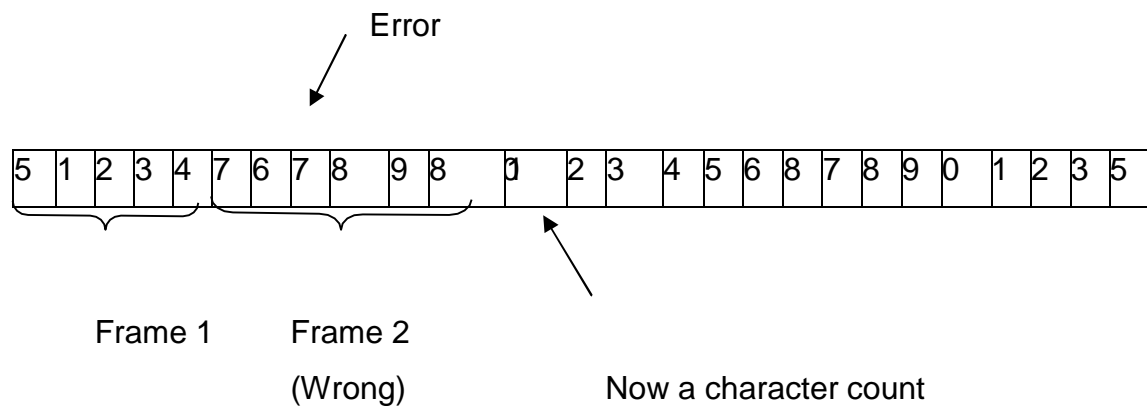 Error
5 1 2 3 4 7 6 7 8 9 8 2 3 4 5 6 8 7 8 9 0 1 2 3 5
Frame 1 Frame 2
(Wrong) Now a character count